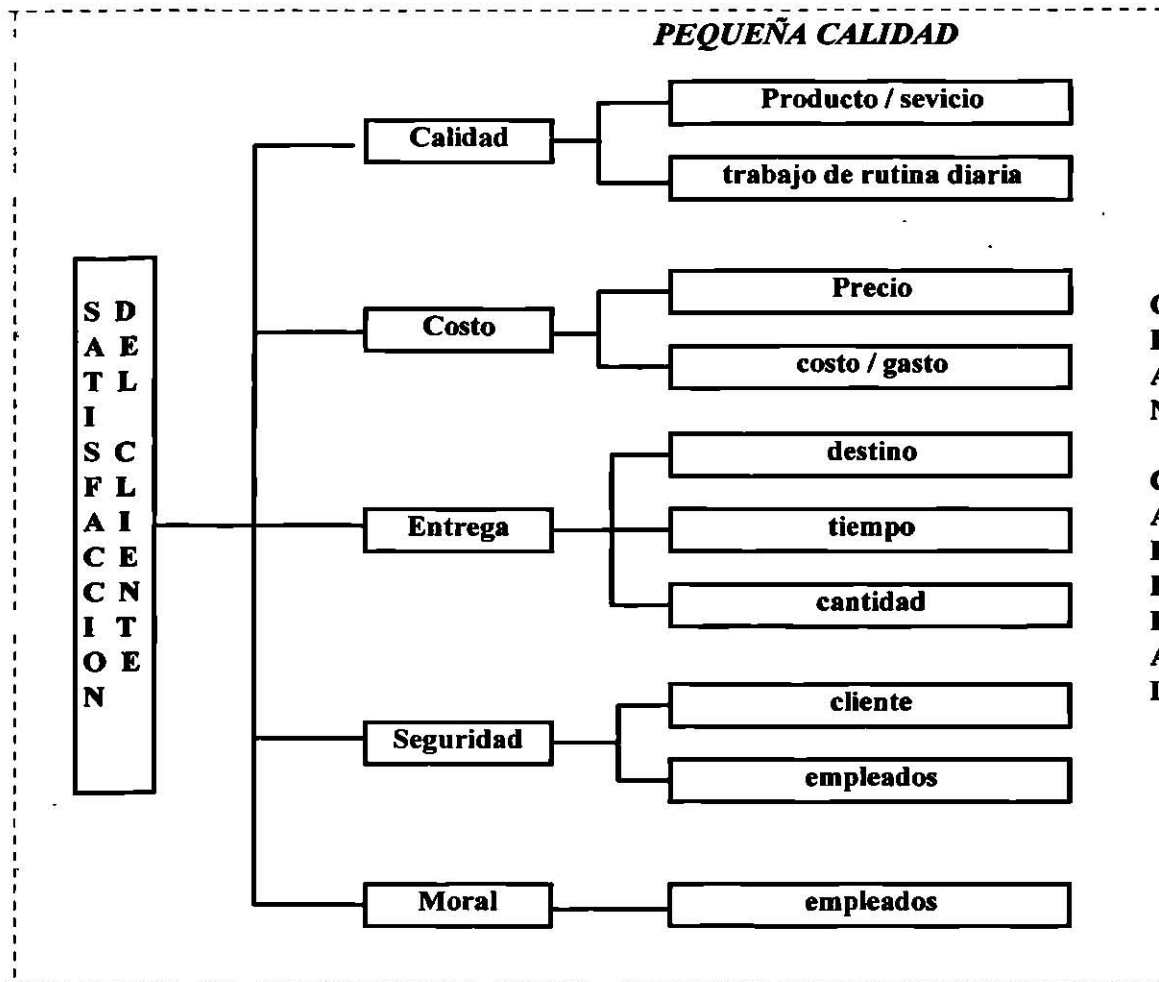 PEQUEÑA CALIDAD
Producto / sevicio
Calidad
trabajo de rutina diaria
Precio
Costo
costo / gasto
SATISFACCION
DEL CLIENTE
destino
Entrega
tiempo
cantidad
cliente
Seguridad
empleados
Moral
empleados